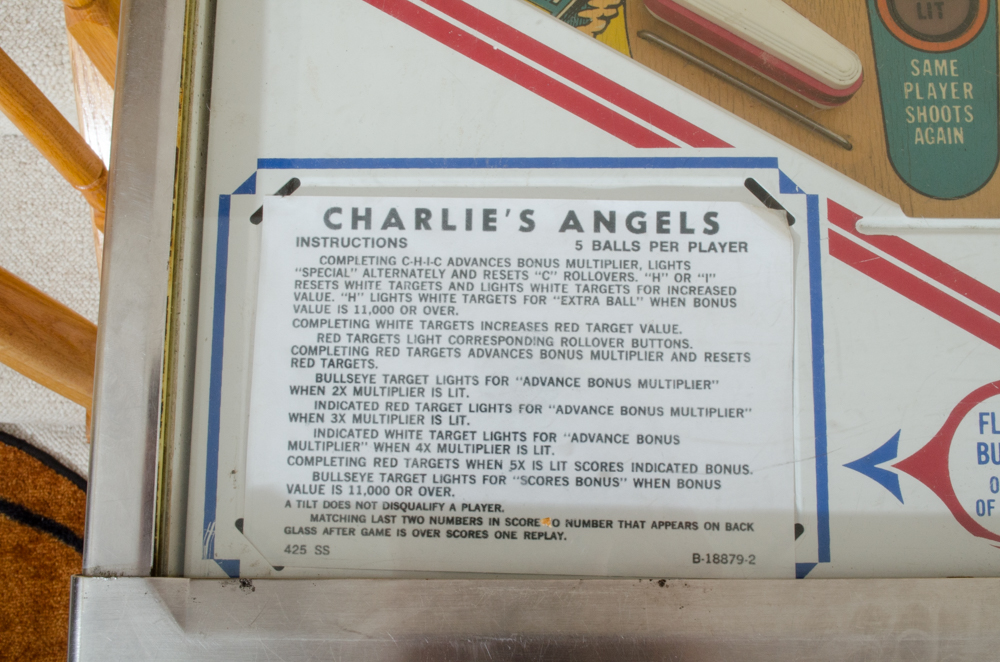 LIT
SAME
PLAYER
SHOOTS
AGAIN
CHARLIE'S ANGELS
INSTRUCTIONS 5 BALLS PER PLAYER
COMPLETING C-H-I-C ADVANCES BONUS MULTIPLIER, LIGHTS
"SPECIAL" ALTERNATELY AND RESETS "C" ROLLOVERS. "H" OR "I"
RESETS WHITE TARGETS AND LIGHTS WHITE TARGETS FOR INCREASED
VALUE. "H" LIGHTS WHITE TARGETS FOR "EXTRA BALL" WHEN BONUS
VALUE IS 11,000 OR OVER.
COMPLETING WHITE TARGETS INCREASES RED TARGET VALUE.
RED TARGETS LIGHT CORRESPONDING ROLLOVER BUTTONS.
COMPLETING RED TARGETS ADVANCES BONUS MULTIPLIER AND RESETS
RED TARGETS.
BULLSEYE TARGET LIGHTS FOR "ADVANCE BONUS MULTIPLIER"
WHEN 2X MULTIPLIER IS LIT.
INDICATED RED TARGET LIGHTS FOR "ADVANCE BONUS MULTIPLIER"
WHEN 3X MULTIPLIER IS LIT.
INDICATED WHITE TARGET LIGHTS FOR "ADVANCE BONUS
MULTIPLIER" WHEN 4X MULTIPLIER IS LIT.
COMPLETING RED TARGETS WHEN 5X IS LIT SCORES INDICATED BONUS.
BULLSEYE TARGET LIGHTS FOR "SCORES BONUS" WHEN BONUS
VALUE IS 11,000 OR OVER.
A TILT DOES NOT DISQUALIFY A PLAYER.
MATCHING LAST TWO NUMBERS IN SCORE TO NUMBER THAT APPEARS ON BACK
GLASS AFTER GAME IS OVER SCORES ONE REPLAY.
425 SS B-18879-2
FL
BU
O
OF